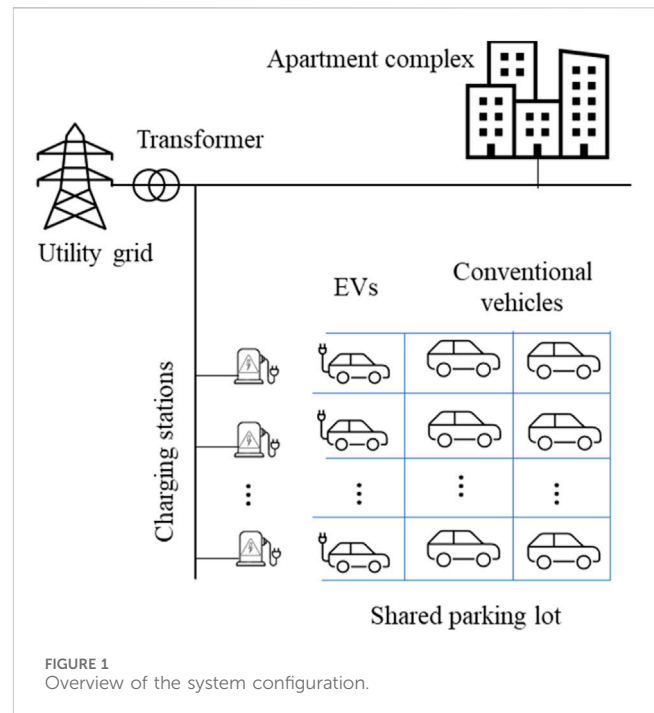 Apartment complex
Transformer
Utility grid
EVs
Conventional
vehicles
Charging stations
Shared parking lot
FIGURE 1
Overview of the system configuration.